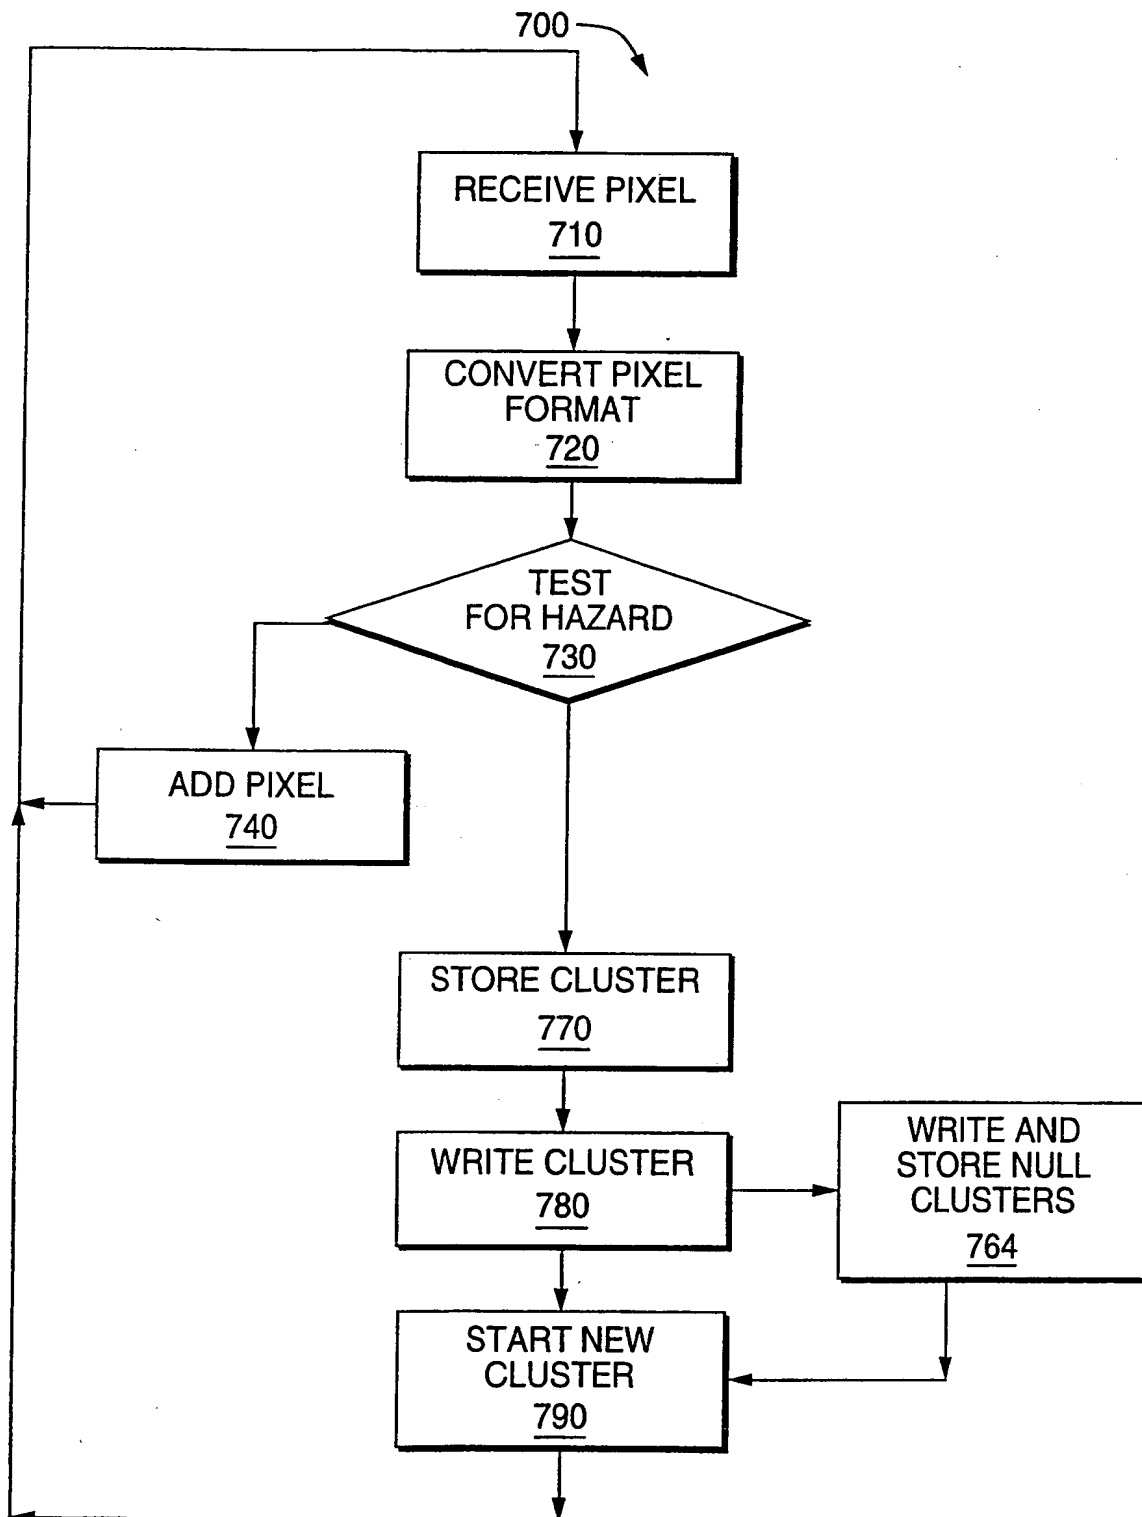 700
RECEIVE PIXEL
710
CONVERT PIXEL
FORMAT
720
TEST
FOR HAZARD
730
ADD PIXEL
740
STORE CLUSTER
770
WRITE CLUSTER
780
WRITE AND
STORE NULL
CLUSTERS
764
START NEW
CLUSTER
790